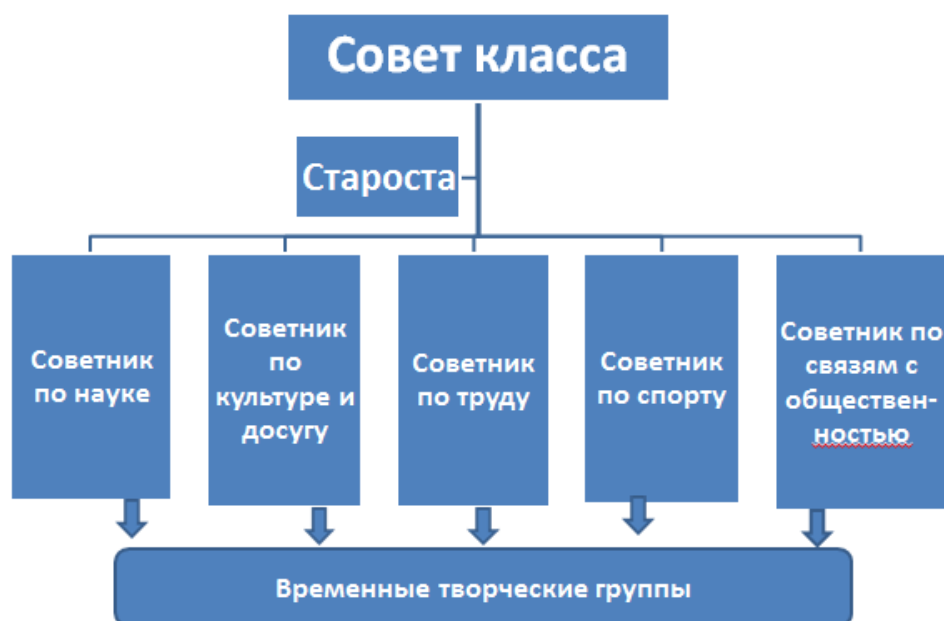 Совет класса
Староста
Советник
по науке
Советник
по
культуре и
досугу
Советник
по труду
Советник
по спорту
Советник по
связям с
обществен-
ностью
Временные творческие группы